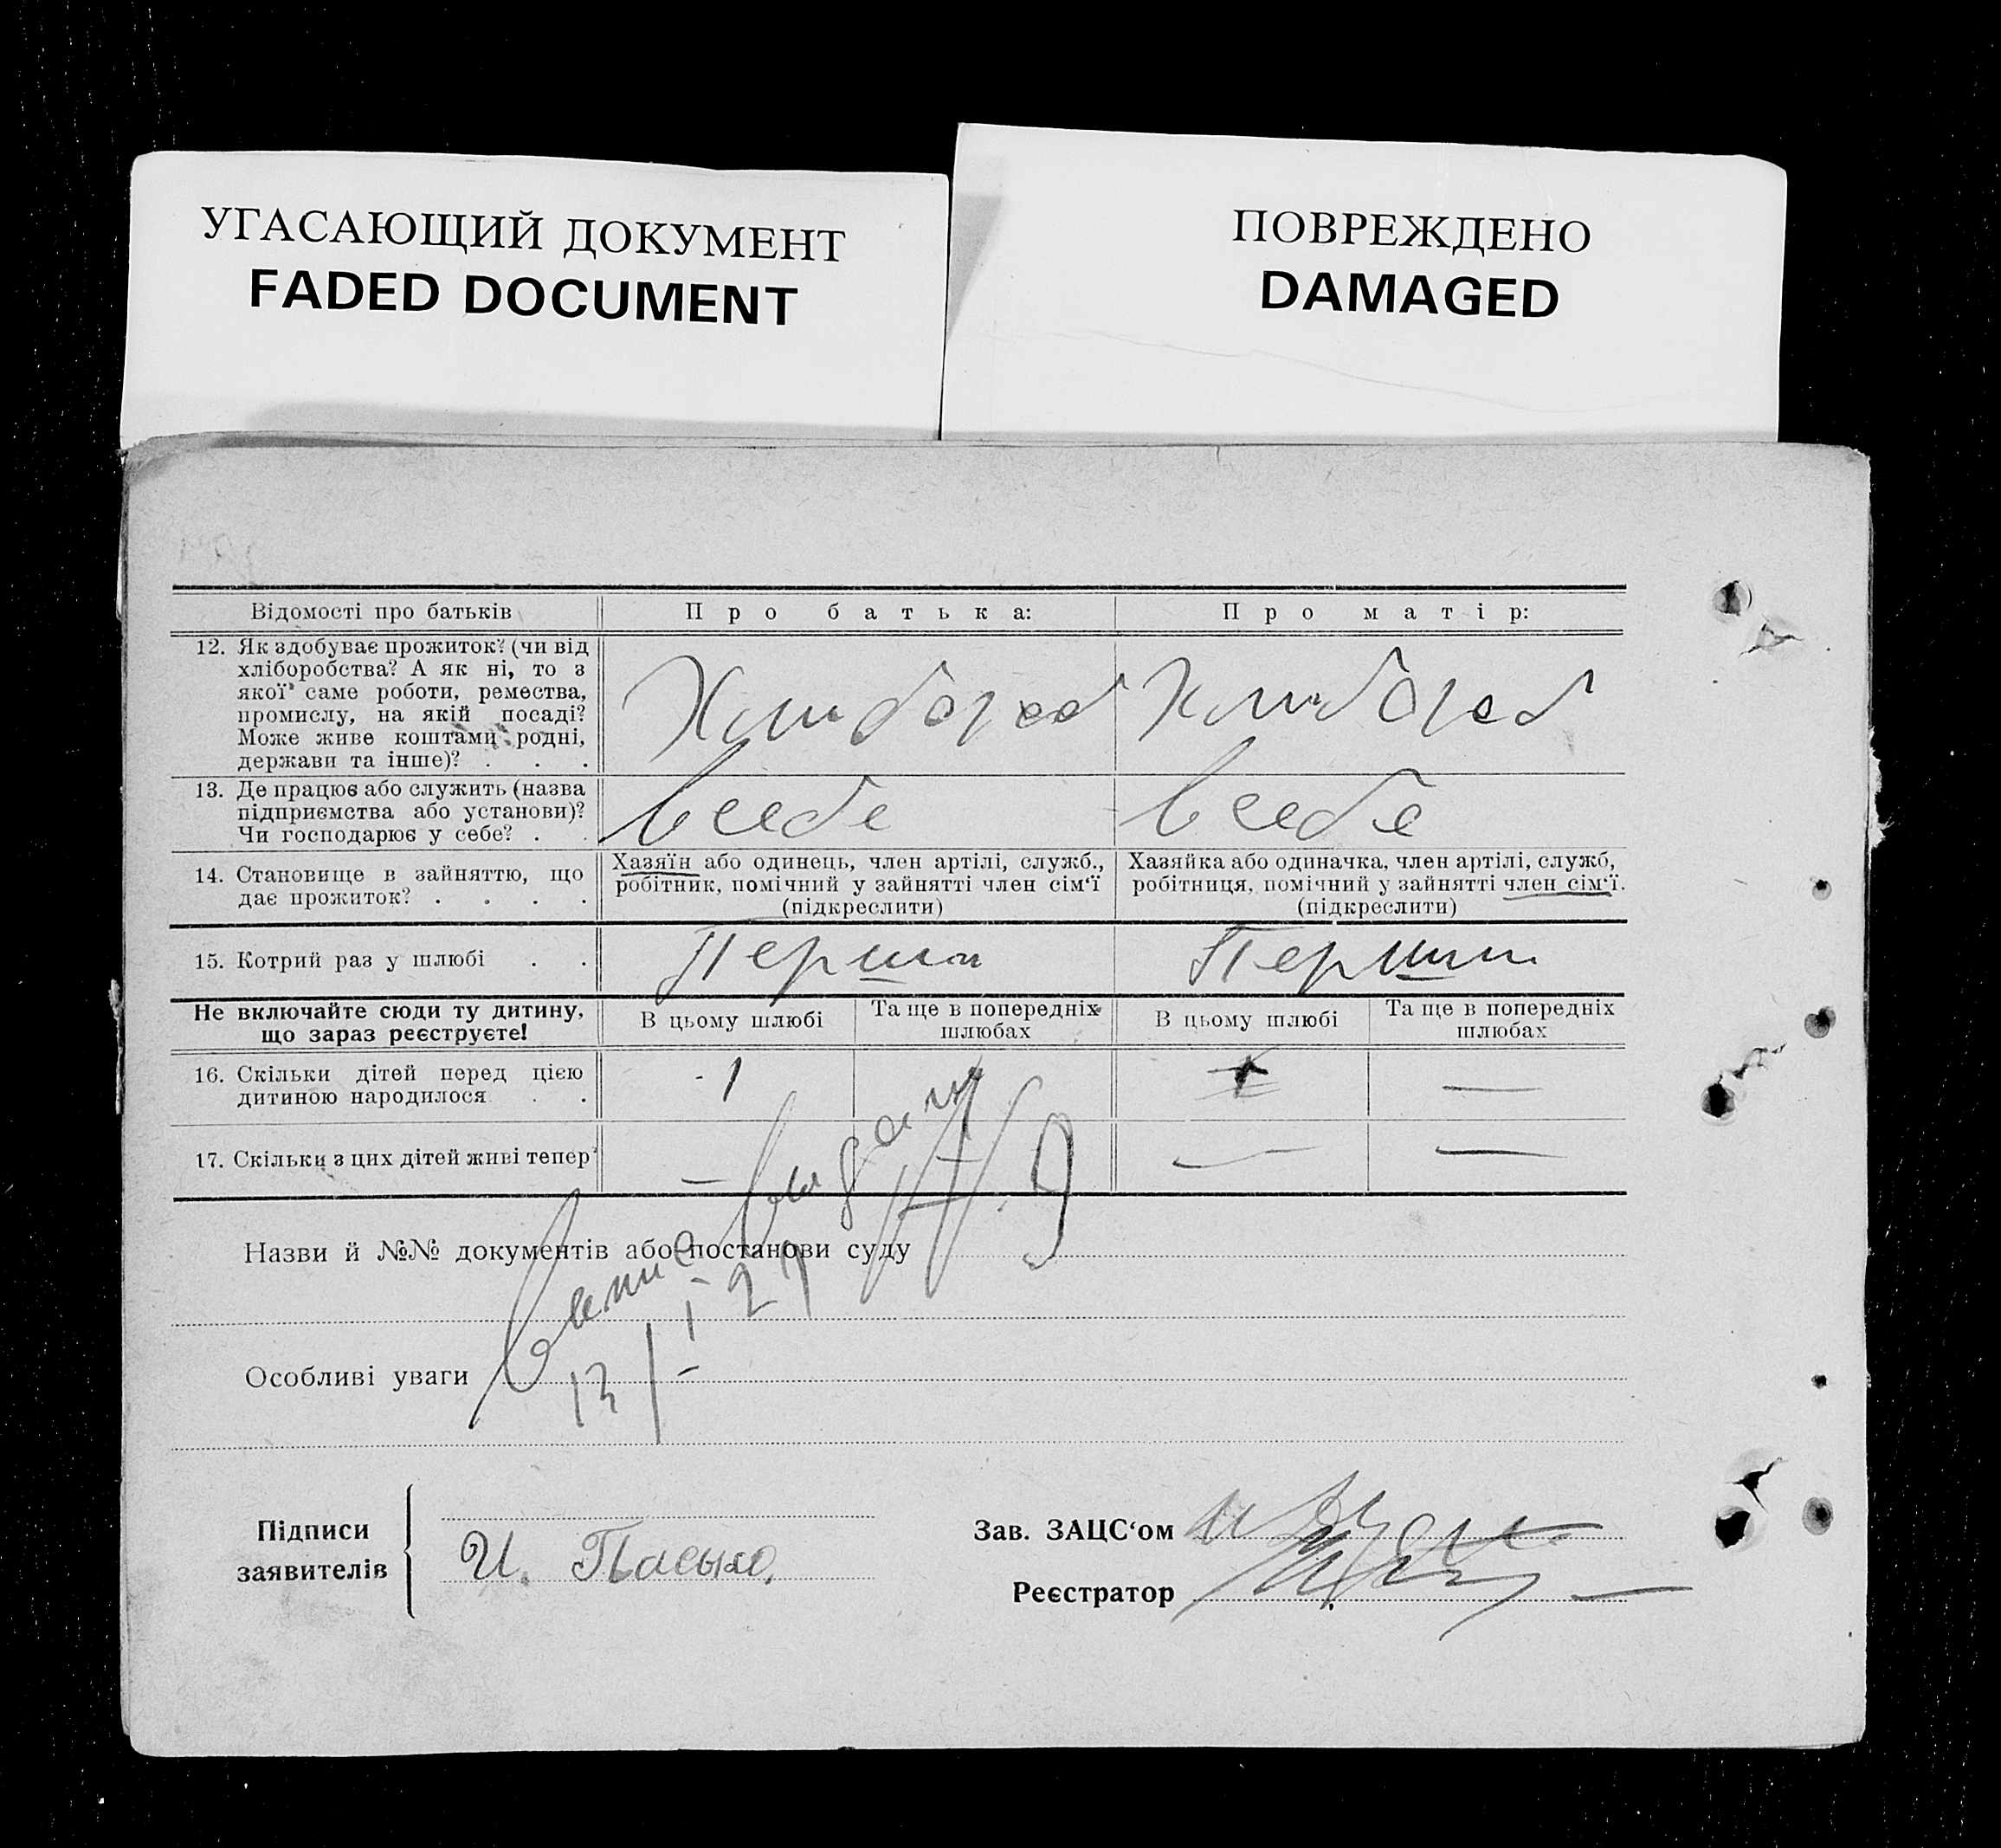 УГАСАЮЩИЙ ДОКУМЕНТ
FADED DOCUMENT
ПОВРЕЖДЕНО
DAMAGED
Відомості про батьків
Про батька:
Про матір:
12. Як здобуває прожиток? (чи від
хліборобства? А як ні, то з
якої саме роботи, ремества,
промислу, на якій посаді?
Може живе коштами родні,
держави та інше)? . . .
Хлибороб
Хлибороб
13. Де працює або служить (назва
підприємства або установи)?
Чи господарює у себе? . .
В себе
В себе
14. Становище в зайняттю, що
дає прожиток? . . . .
Хазяїн або одинець, член артілі, служб.,
робітник, помічний у зайнятті член сім‘ї
(підкреслити)
Хазяйка або одиначка, член артілі, служб,
робітниця, помічний у зайнятті член сім‘ї.
(підкреслити)
15. Котрий раз у шлюбі . .
Перши
Перши
Не включайте сюди ту дитину,
що зараз реєструєте!
В цьому шлюбі
Та ще в попередніх
шлюбах
В цьому шлюбі
Та ще в попередніх
шлюбах
16. Скільки дітей перед цією
дитиною народилося . .
1
—
17. Скільки з цих дітей живі тепер
—
—
—
Назви й №№ документів або постанови суду
Особливі уваги
13/I-29
Підписи
заявителів
И. Пасько.
Зав. ЗАЦС‘ом
Реєстратор